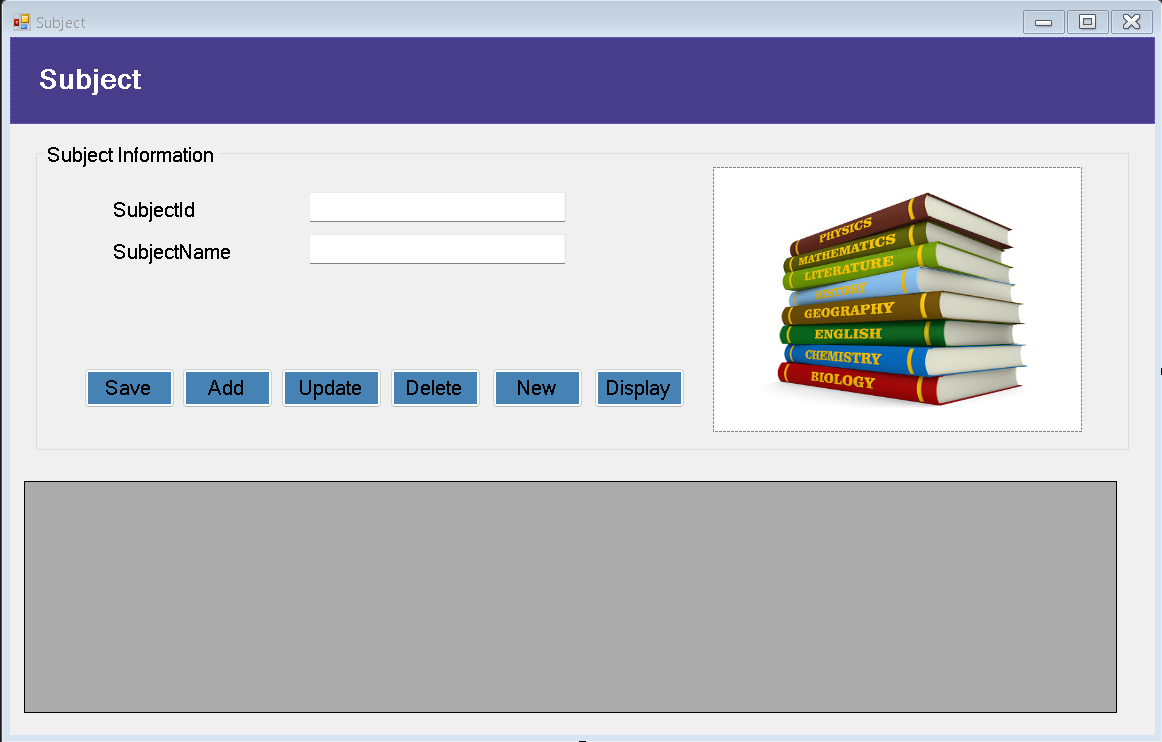 Subject
Subject
Subject Information
SubjectId
SubjectName
Save Add Update Delete New Display
PHYSICS
MATHEMATICS
LITERATURE
HISTORY
GEOGRAPHY
ENGLISH
CHEMISTRY
BIOLOGY